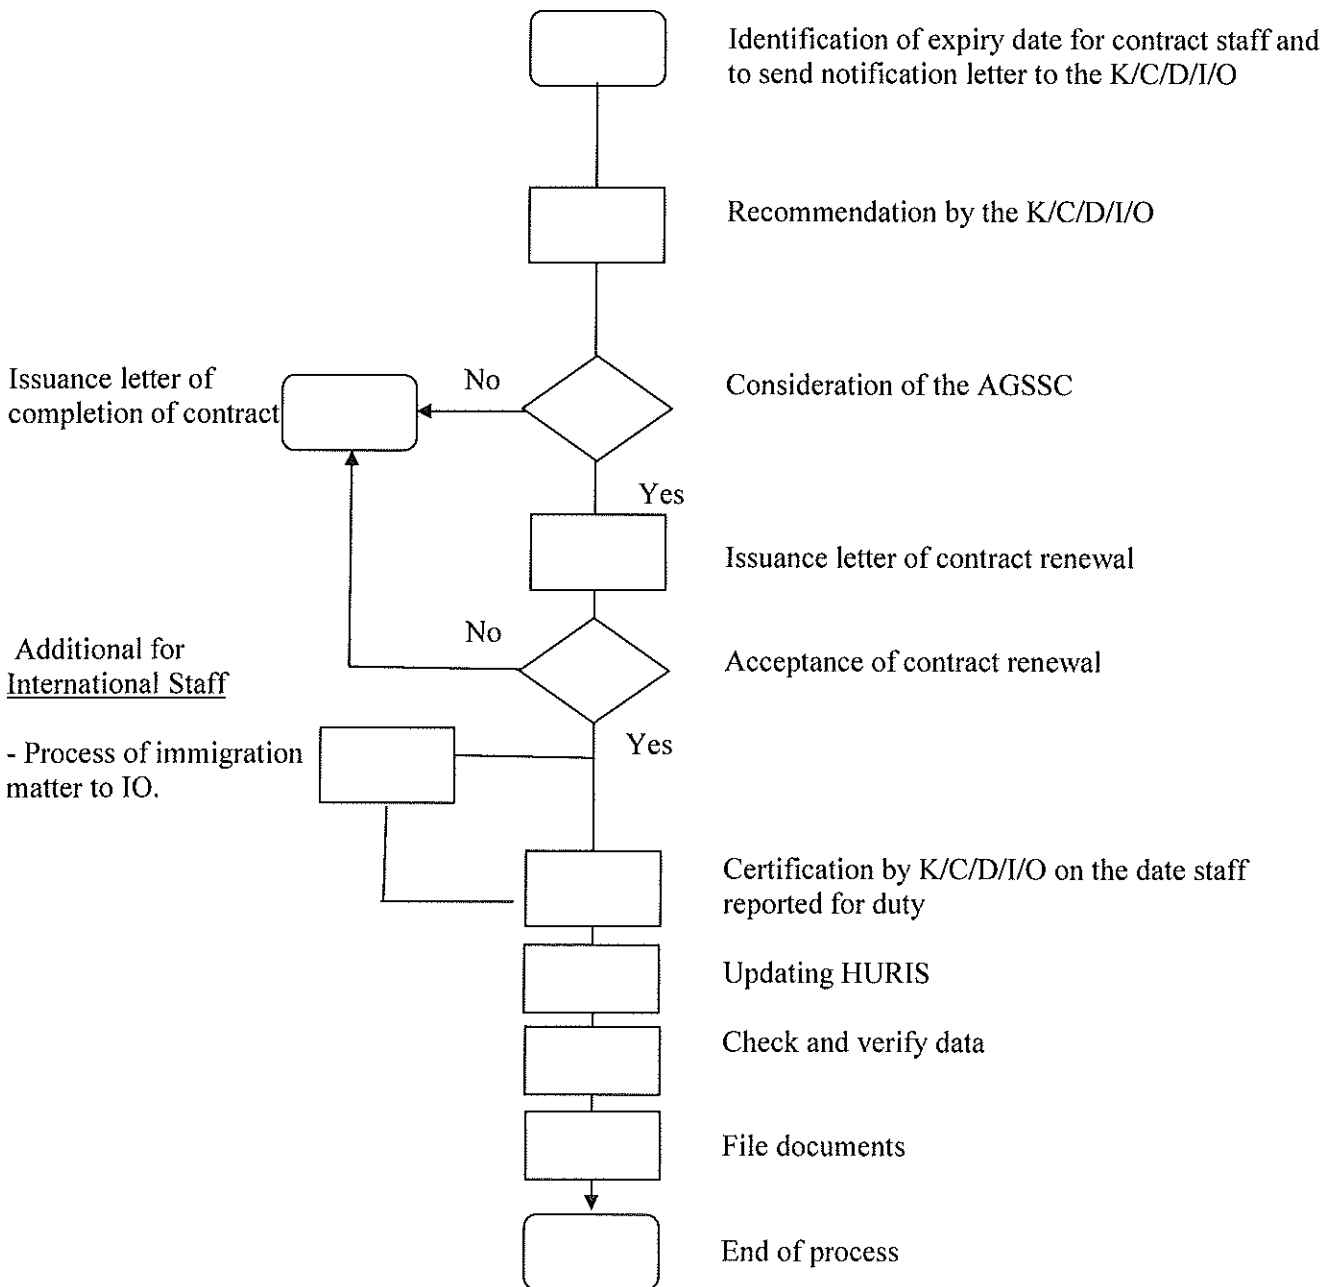 Identification of expiry date for contract staff and
to send notification letter to the K/C/D/I/O
Recommendation by the K/C/D/I/O
Issuance letter of
completion of contract
No
Consideration of the AGSSC
Yes
Issuance letter of contract renewal
No
Acceptance of contract renewal
Additional for
International Staff
Yes
- Process of immigration
matter to IO.
Certification by K/C/D/I/O on the date staff
reported for duty
Updating HURIS
Check and verify data
File documents
End of process